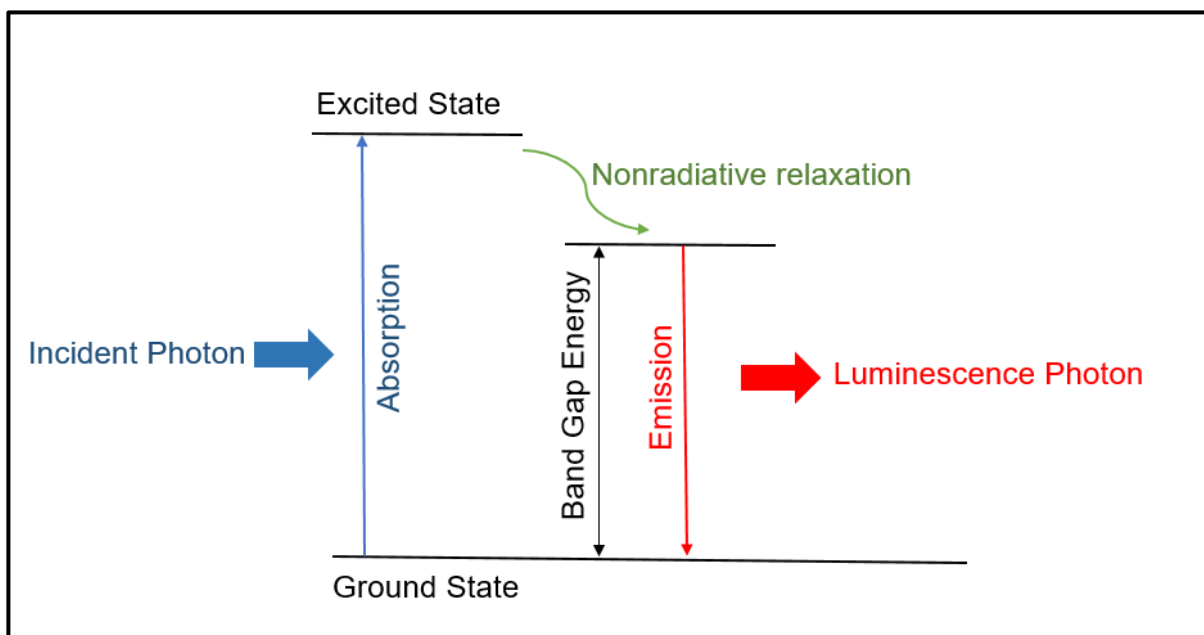 Excited State
Nonradiative relaxation
Incident Photon
Absorption
Band Gap Energy
Emission
Luminescence Photon
Ground State